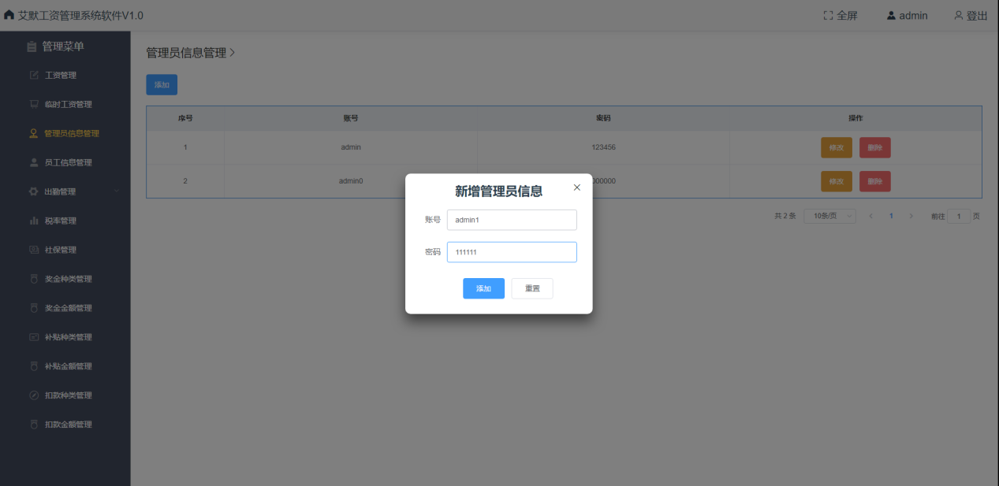 艾默工资管理系统软件V1.0 全屏 admin 登出
管理菜单
工资管理
临时工资管理
管理员信息管理
员工信息管理
出勤管理
税率管理
社保管理
奖金种类管理
奖金金额管理
补贴种类管理
补贴金额管理
扣款种类管理
扣款金额管理
管理员信息管理 >
添加
序号 账号 密码 操作
1 admin 123456 修改 删除
2 admin0 000000 修改 删除
共 2 条 10条/页 < 1 > 前往 1 页
新增管理员信息
账号 admin1
密码 111111
添加 重置